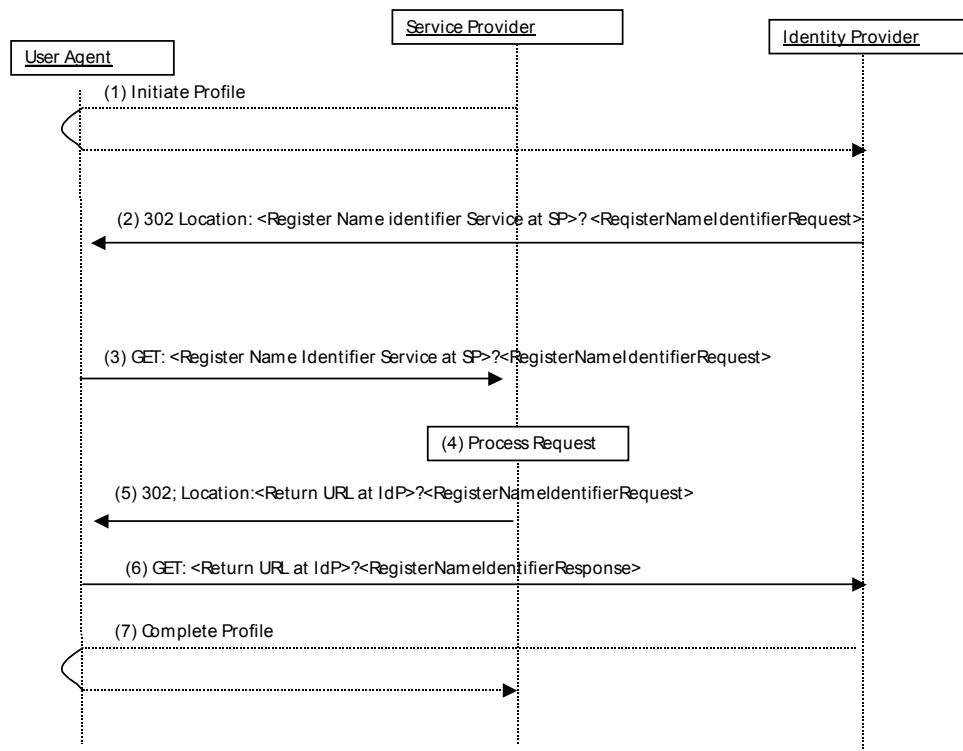 Service Provider
User Agent
Identity Provider
(1) Initiate Profile
(2) 302 Location: <Register Name identifier Service at SP>? <ReqisterNameIdentifierRequest>
(3) GET: <Register Name Identifier Service at SP>?<RegisterNameIdentifierRequest>
(4) Process Request
(5) 302; Location:<Return URL at IdP>?<RegisterNameIdentifierRequest>
(6) GET: <Return URL at IdP>?<RegisterNameIdentifierResponse>
(7) Complete Profile